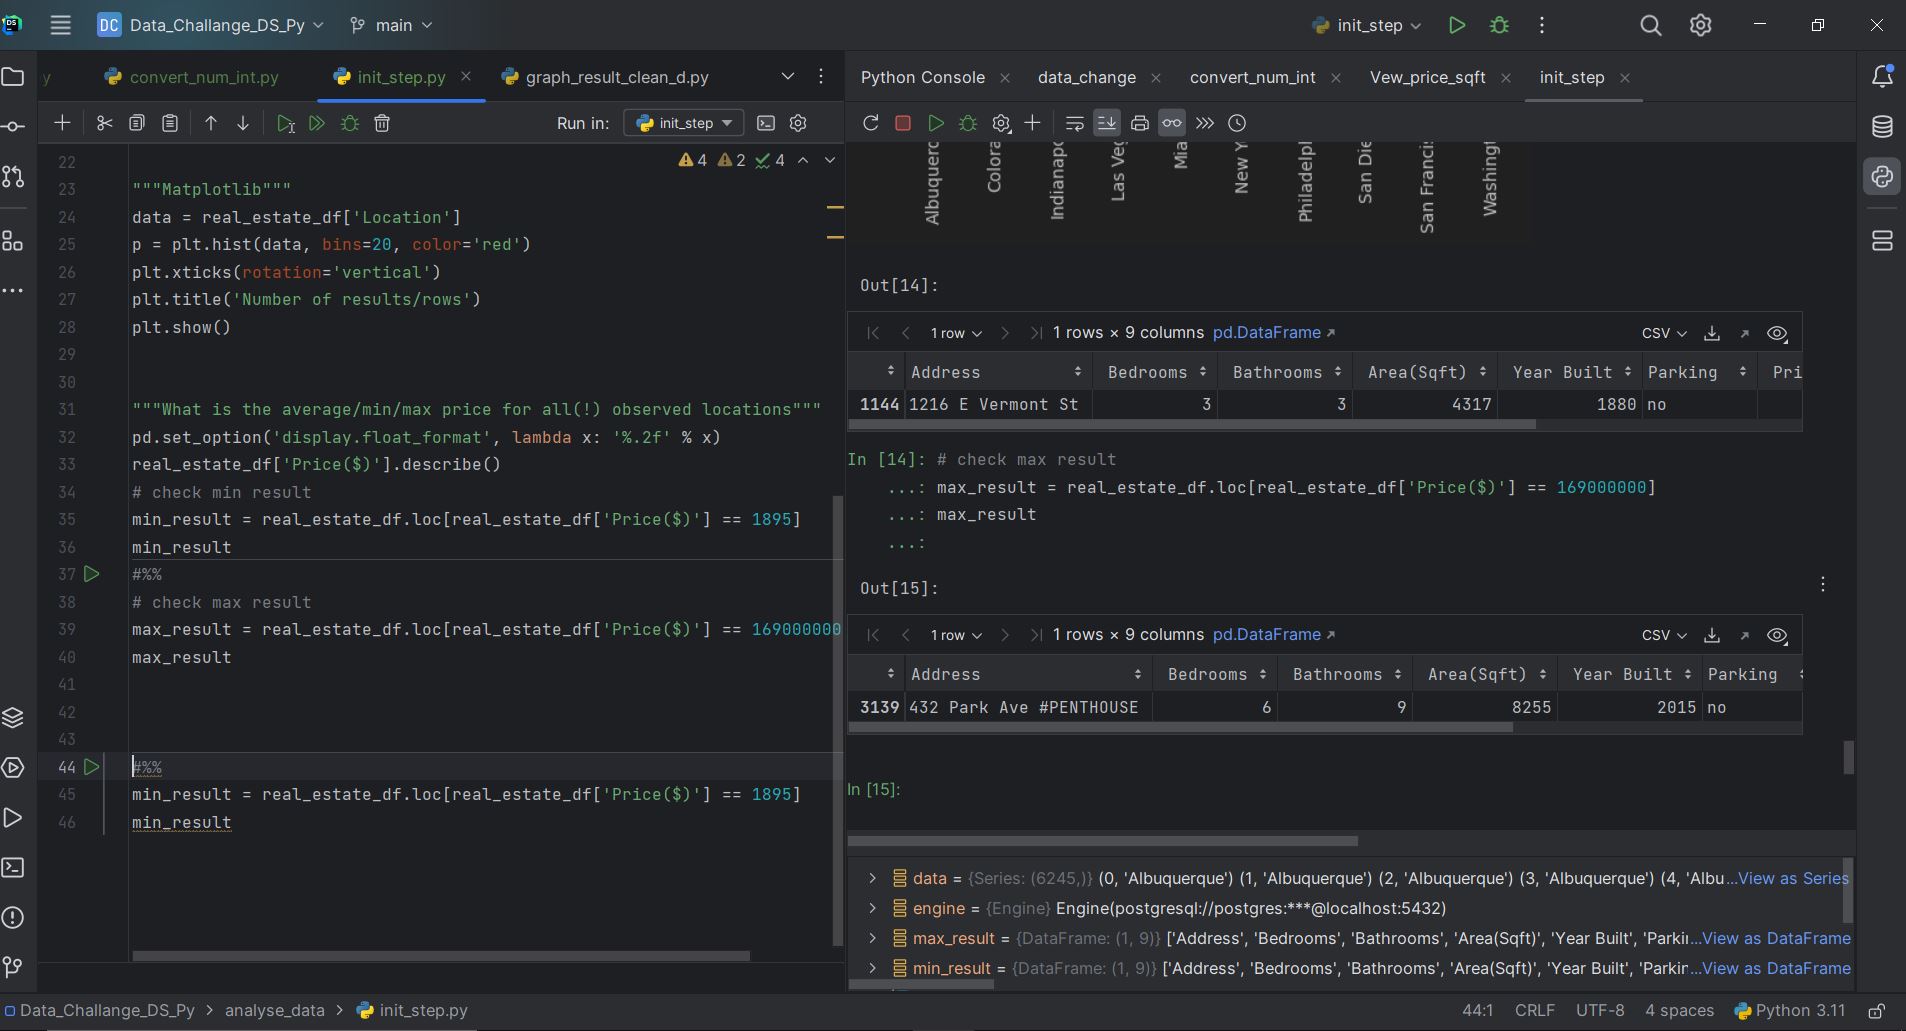 DS
DC Data_Challange_DS_Py main init_step
y convert_num_int.py init_step.py graph_result_clean_d.py
Run in: init_step
4 2 4
22
23 """Matplotlib"""
24 data = real_estate_df['Location']
25 p = plt.hist(data, bins=20, color='red')
26 plt.xticks(rotation='vertical')
27 plt.title('Number of results/rows')
28 plt.show()
29
30
31 """What is the average/min/max price for all(!) observed locations"""
32 pd.set_option('display.float_format', lambda x: '%.2f' % x)
33 real_estate_df['Price($)'].describe()
34 # check min result
35 min_result = real_estate_df.loc[real_estate_df['Price($)'] == 1895]
36 min_result
37 #%%
38 # check max result
39 max_result = real_estate_df.loc[real_estate_df['Price($)'] == 169000000
40 max_result
41
42
43
44 #%%
45 min_result = real_estate_df.loc[real_estate_df['Price($)'] == 1895]
46 min_result
Python Console data_change convert_num_int Vew_price_sqft init_step
Albuquerc
Colora
Indianapo
Las Veg
Mia
New Y
Philadelph
San Die
San Francis
Washingt
Out[14]:
1 row 1 rows × 9 columns pd.DataFrame CSV
Address Bedrooms Bathrooms Area(Sqft) Year Built Parking Pri
1144 1216 E Vermont St 3 3 4317 1880 no
In [14]: # check max result
...: max_result = real_estate_df.loc[real_estate_df['Price($)'] == 169000000]
...: max_result
...:
Out[15]:
1 row 1 rows × 9 columns pd.DataFrame CSV
Address Bedrooms Bathrooms Area(Sqft) Year Built Parking
3139 432 Park Ave #PENTHOUSE 6 9 8255 2015 no
In [15]:
data = {Series: (6245,)} (0, 'Albuquerque') (1, 'Albuquerque') (2, 'Albuquerque') (3, 'Albuquerque') (4, 'Albu...View as Series
engine = {Engine} Engine(postgresql://postgres:***@localhost:5432)
max_result = {DataFrame: (1, 9)} ['Address', 'Bedrooms', 'Bathrooms', 'Area(Sqft)', 'Year Built', 'Parkin...View as DataFrame
min_result = {DataFrame: (1, 9)} ['Address', 'Bedrooms', 'Bathrooms', 'Area(Sqft)', 'Year Built', 'Parkin...View as DataFrame
Data_Challange_DS_Py > analyse_data > init_step.py 44:1 CRLF UTF-8 4 spaces Python 3.11